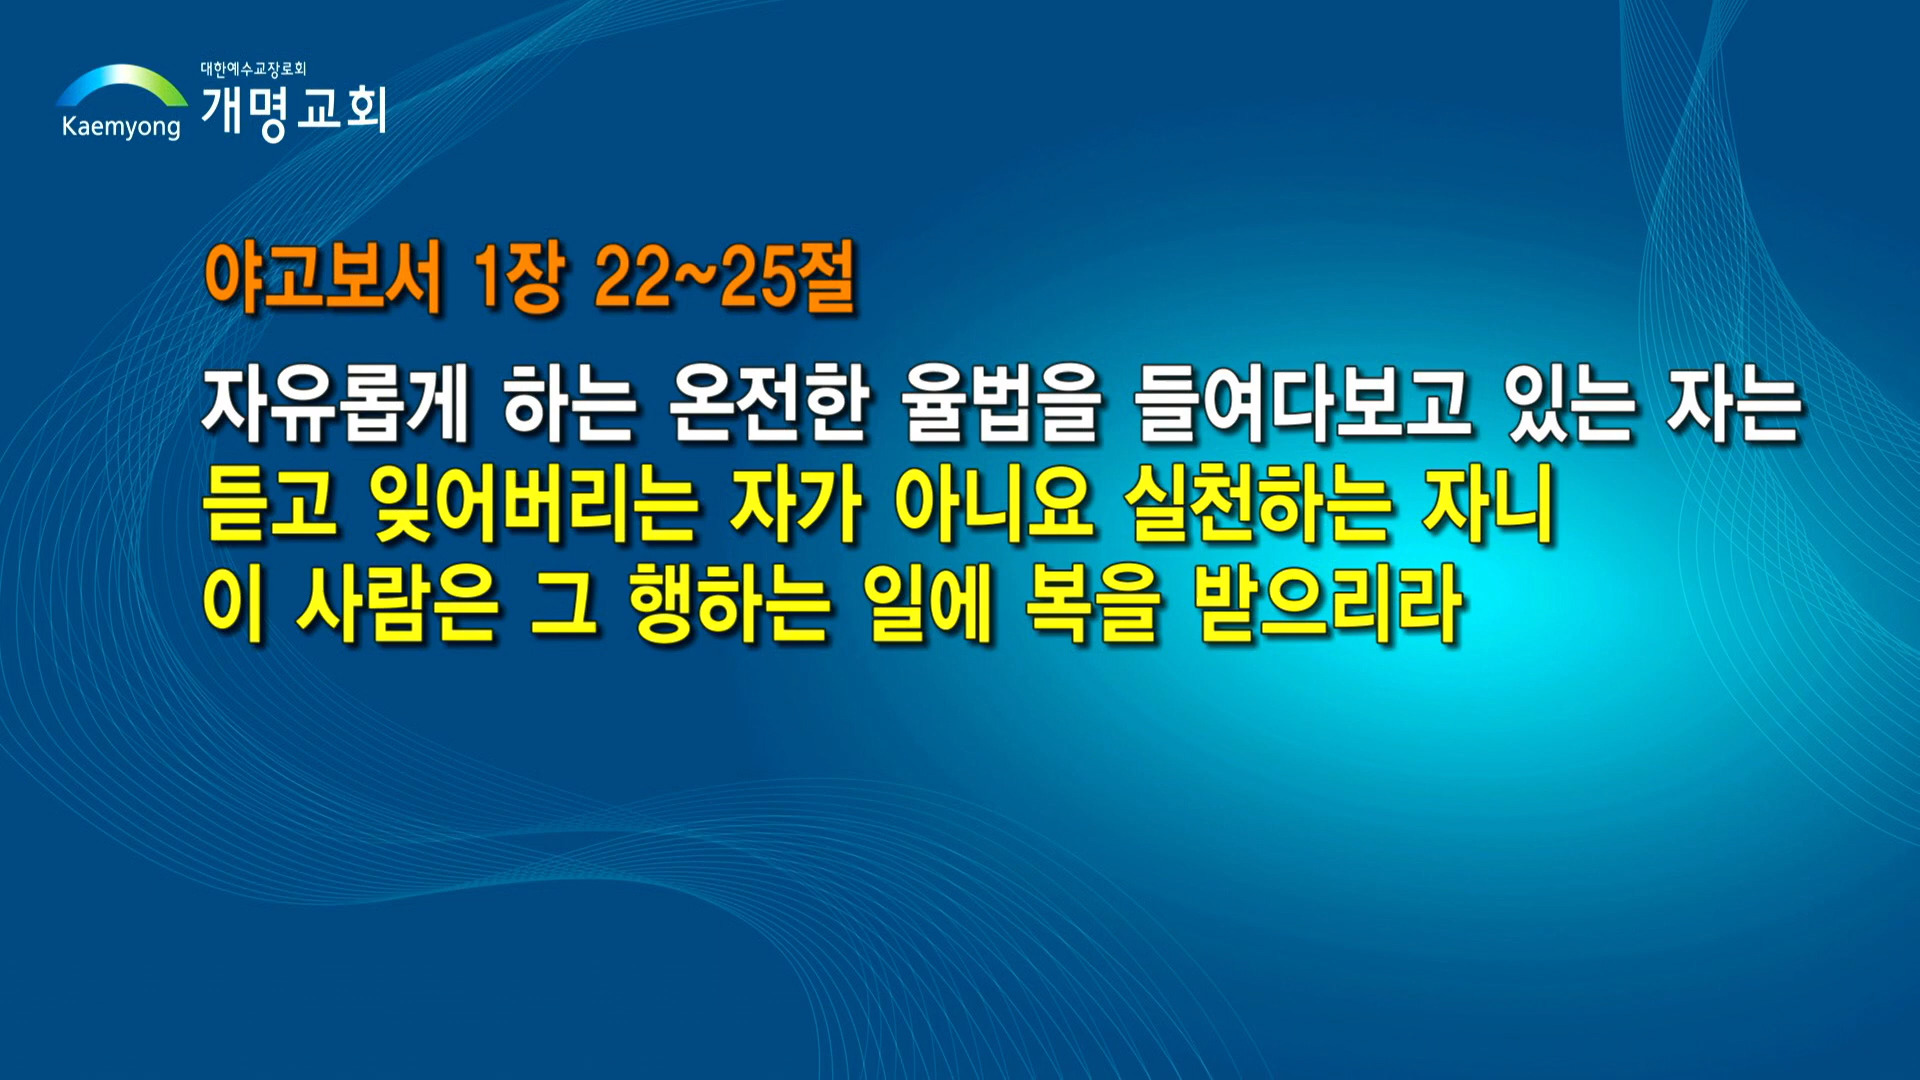 대한예수교장로회
개명교회
Kaemyong
야고보서 1장 22~25절
자유롭게 하는 온전한 율법을 들여다보고 있는 자는
듣고 잊어버리는 자가 아니요 실천하는 자니
이 사람은 그 행하는 일에 복을 받으리라